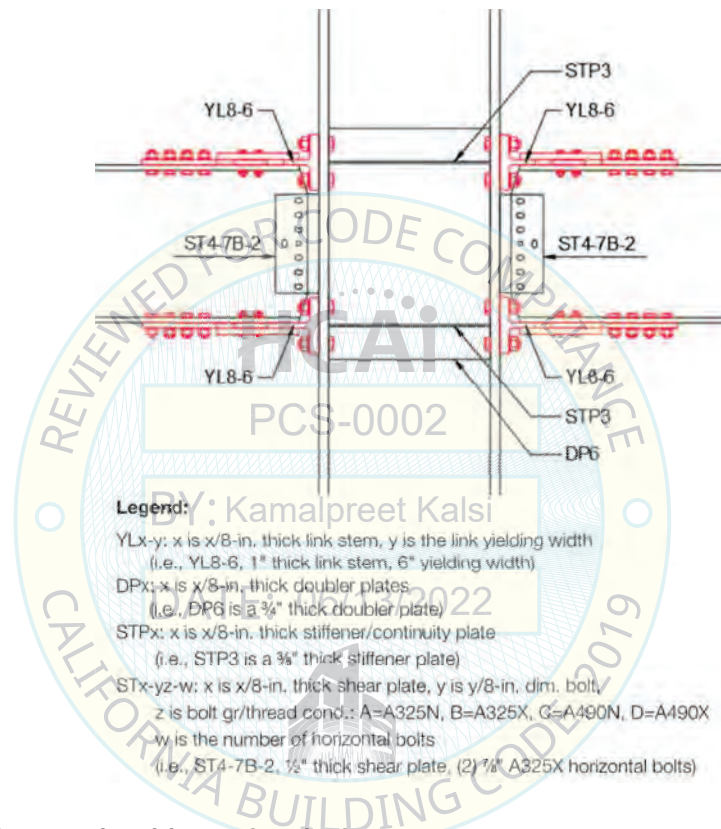 STP3
YL8-6
YL8-6
ST4-7B-2
ST4-7B-2
YL8-6
YL8-6
STP3
DP6
REVIEWED FOR CODE COMPLIANCE
HCAi
PCS-0002
BY: Kamalpreet Kalsi
DATE: 06/13/2022
CALIFORNIA BUILDING CODE 2019
Legend:
YLx-y: x is x/8-in. thick link stem, y is the link yielding width
(i.e., YL8-6, 1" thick link stem, 6" yielding width)
DPx: x is x/8-in. thick doubler plates
(i.e., DP6 is a ¾" thick doubler plate)
STPx: x is x/8-in. thick stiffener/continuity plate
(i.e., STP3 is a ⅜" thick stiffener plate)
STx-yz-w: x is x/8-in. thick shear plate, y is y/8-in. dim. bolt,
z is bolt gr/thread cond.: A=A325N, B=A325X, C=A490N, D=A490X
w is the number of horizontal bolts
(i.e., ST4-7B-2, ½" thick shear plate, (2) ⅞" A325X horizontal bolts)